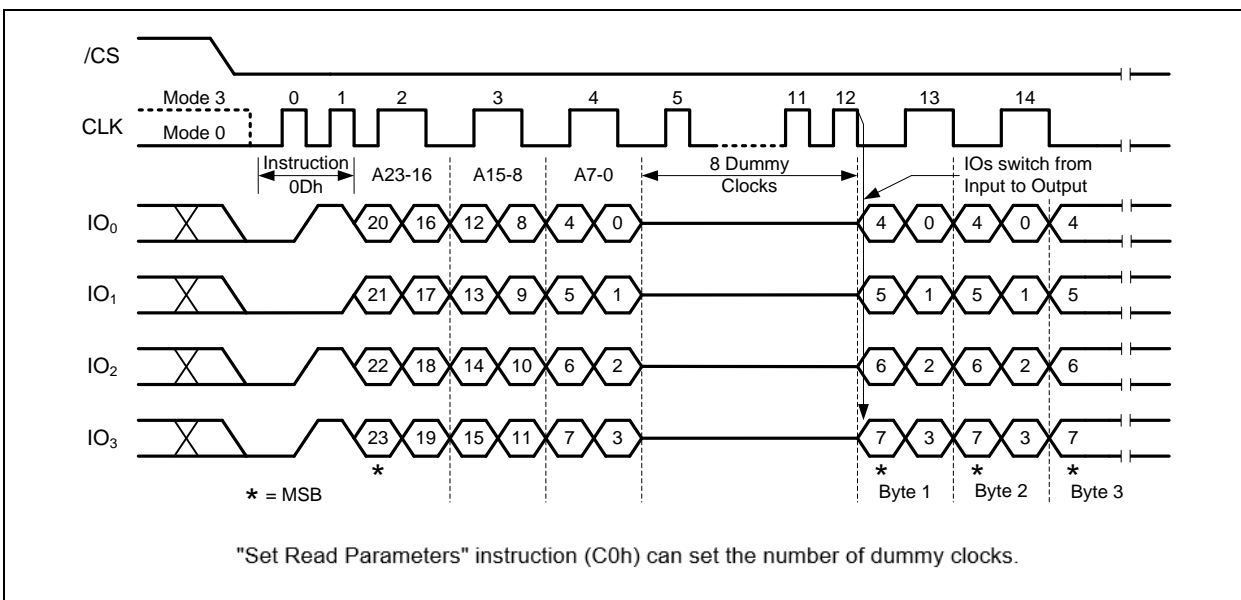 /CS
Mode 3 0 1 2 3 4 5 11 12 13 14
CLK Mode 0
Instruction 0Dh A23-16 A15-8 A7-0 8 Dummy Clocks IOs switch from Input to Output
IO0 20 16 12 8 4 0 4 0 4 0 4
IO1 21 17 13 9 5 1 5 1 5 1 5
IO2 22 18 14 10 6 2 6 2 6 2 6
IO3 23 19 15 11 7 3 7 3 7 3 7
* * * *
* = MSB Byte 1 Byte 2 Byte 3
"Set Read Parameters" instruction (C0h) can set the number of dummy clocks.